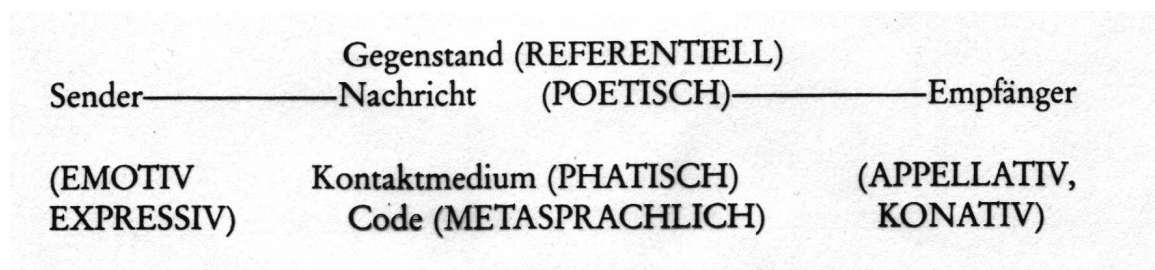 Gegenstand (REFERENTIELL)
Sender Nachricht (POETISCH) Empfänger
(EMOTIV Kontaktmedium (PHATISCH) (APPELLATIV,
EXPRESSIV) Code (METASPRACHLICH) KONATIV)